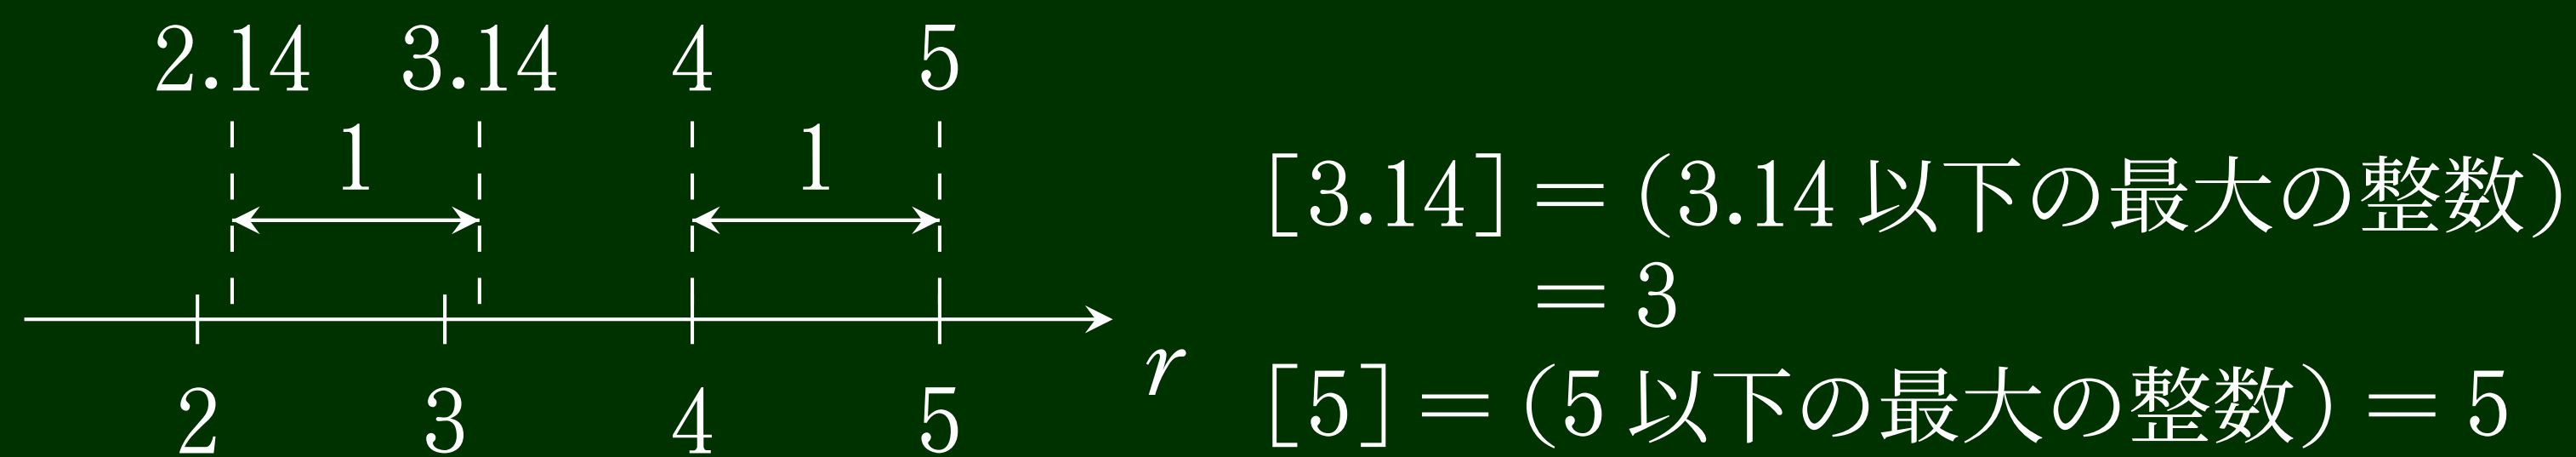 2.14 3.14 4 5
1 1
2 3 4 5
r
[3.14] = (3.14 以下の最大の整数)
= 3
[5] = (5 以下の最大の整数) = 5